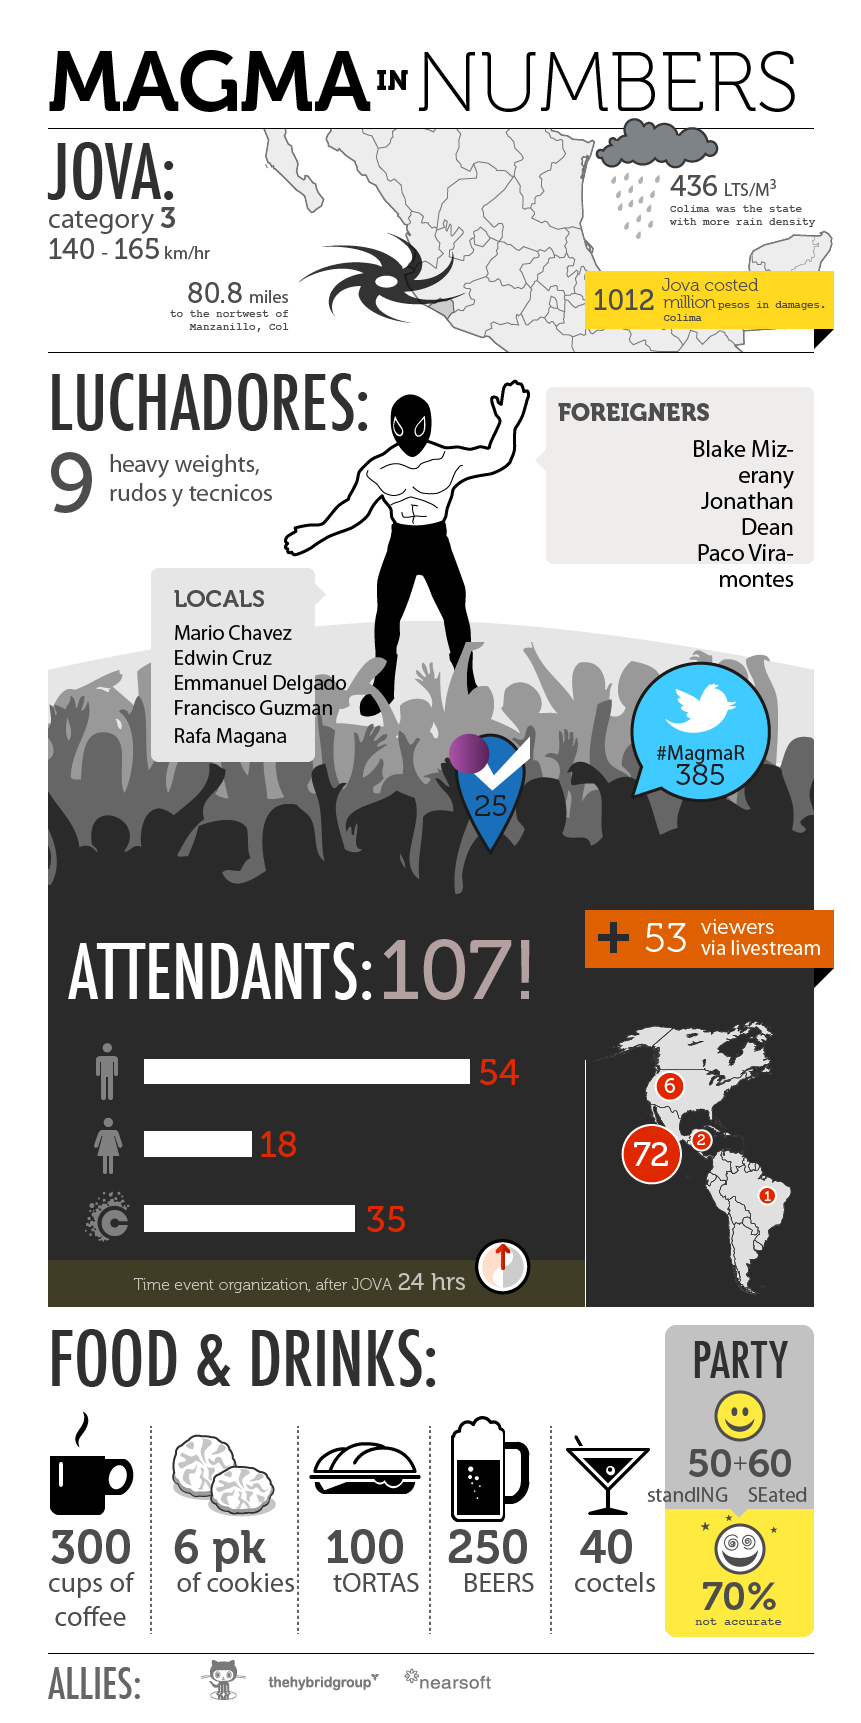 MAGMA IN NUMBERS
JOVA:
category 3
140 - 165 km/hr
80.8 miles
to the nortwest of
Manzanillo, Col
436 LTS/M³
Colima was the state
with more rain density
1012 Jova costed
million pesos in damages.
Colima
LUCHADORES:
9 heavy weights,
rudos y tecnicos
FOREIGNERS
Blake Miz-
erany
Jonathan
Dean
Paco Vira-
montes
LOCALS
Mario Chavez
Edwin Cruz
Emmanuel Delgado
Francisco Guzman
Rafa Magana
#MagmaR
385
25
+ 53 viewers
via livestream
ATTENDANTS: 107!
54
18
C 35
6
72
2
1
Time event organization, after JOVA 24 hrs
FOOD & DRINKS:
300
cups of
coffee
6 pk
of cookies
100
tORTAS
250
BEERS
40
coctels
PARTY
50+60
standING SEated
70%
not accurate
ALLIES:
thehybridgroup
nearsoft